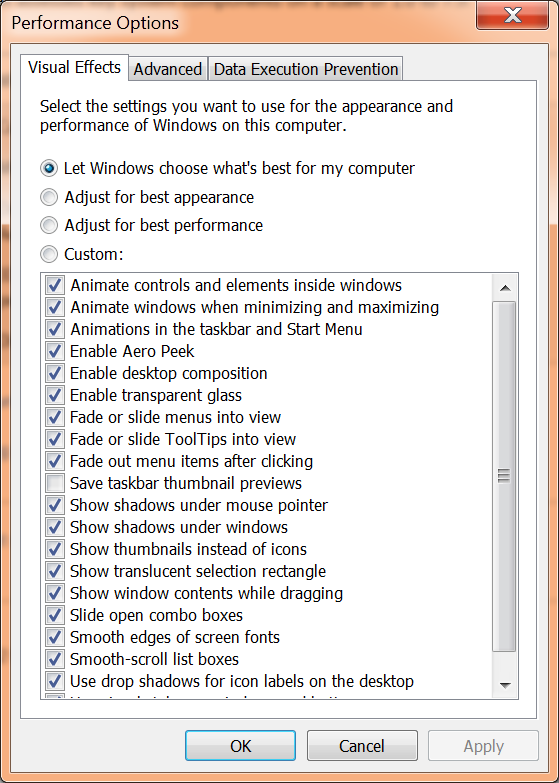 Performance Options
Visual Effects Advanced Data Execution Prevention
Select the settings you want to use for the appearance and
performance of Windows on this computer.
Let Windows choose what's best for my computer
Adjust for best appearance
Adjust for best performance
Custom:
Animate controls and elements inside windows
Animate windows when minimizing and maximizing
Animations in the taskbar and Start Menu
Enable Aero Peek
Enable desktop composition
Enable transparent glass
Fade or slide menus into view
Fade or slide ToolTips into view
Fade out menu items after clicking
Save taskbar thumbnail previews
Show shadows under mouse pointer
Show shadows under windows
Show thumbnails instead of icons
Show translucent selection rectangle
Show window contents while dragging
Slide open combo boxes
Smooth edges of screen fonts
Smooth-scroll list boxes
Use drop shadows for icon labels on the desktop
OK Cancel Apply